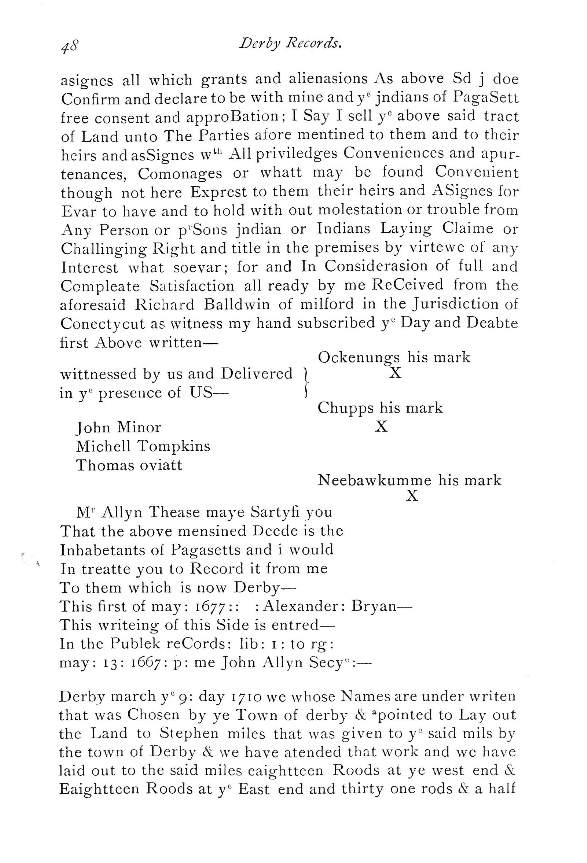 48 Derby Records.
asignes all which grants and alienasions As above Sd j doe
Confirm and declare to be with mine and yᵉ jndians of PagaSett
free consent and approBation; I Say I sell yᵉ above said tract
of Land unto The Parties afore mentined to them and to their
heirs and asSignes wᵗʰ All priviledges Conveniences and apur-
tenances, Comonages or whatt may be found Convenient
though not here Exprest to them their heirs and ASignes for
Evar to have and to hold with out molestation or trouble from
Any Person or pʳSons jndian or Indians Laying Claime or
Challinging Right and title in the premises by virtewe of any
Interest what soevar; for and In Considerasion of full and
Compleate Satisfaction all ready by me ReCeived from the
aforesaid Richard Balldwin of milford in the Jurisdiction of
Conectycut as witness my hand subscribed yᵉ Day and Deabte
first Above written—
Ockenungs his mark
wittnessed by us and Delivered } X
in yᵉ presence of US— }
Chupps his mark
John Minor X
Michell Tompkins
Thomas oviatt
Neebawkumme his mark
X
Mʳ Allyn Thease maye Sartyfi you
That the above mensined Deede is the
Inhabetants of Pagasetts and i would
In treatte you to Record it from me
To them which is now Derby—
This first of may: 1677:: :Alexander: Bryan—
This writeing of this Side is entred—
In the Publek reCords: lib: 1: to rg:
may: 13: 1667: p: me John Allyn Secyᵉ:—
Derby march yᵉ 9: day 1710 we whose Names are under writen
that was Chosen by ye Town of derby & ᵃpointed to Lay out
the Land to Stephen miles that was given to yᵉ said mils by
the town of Derby & we have atended that work and we have
laid out to the said miles eaightteen Roods at ye west end &
Eaightteen Roods at yᵉ East end and thirty one rods & a half